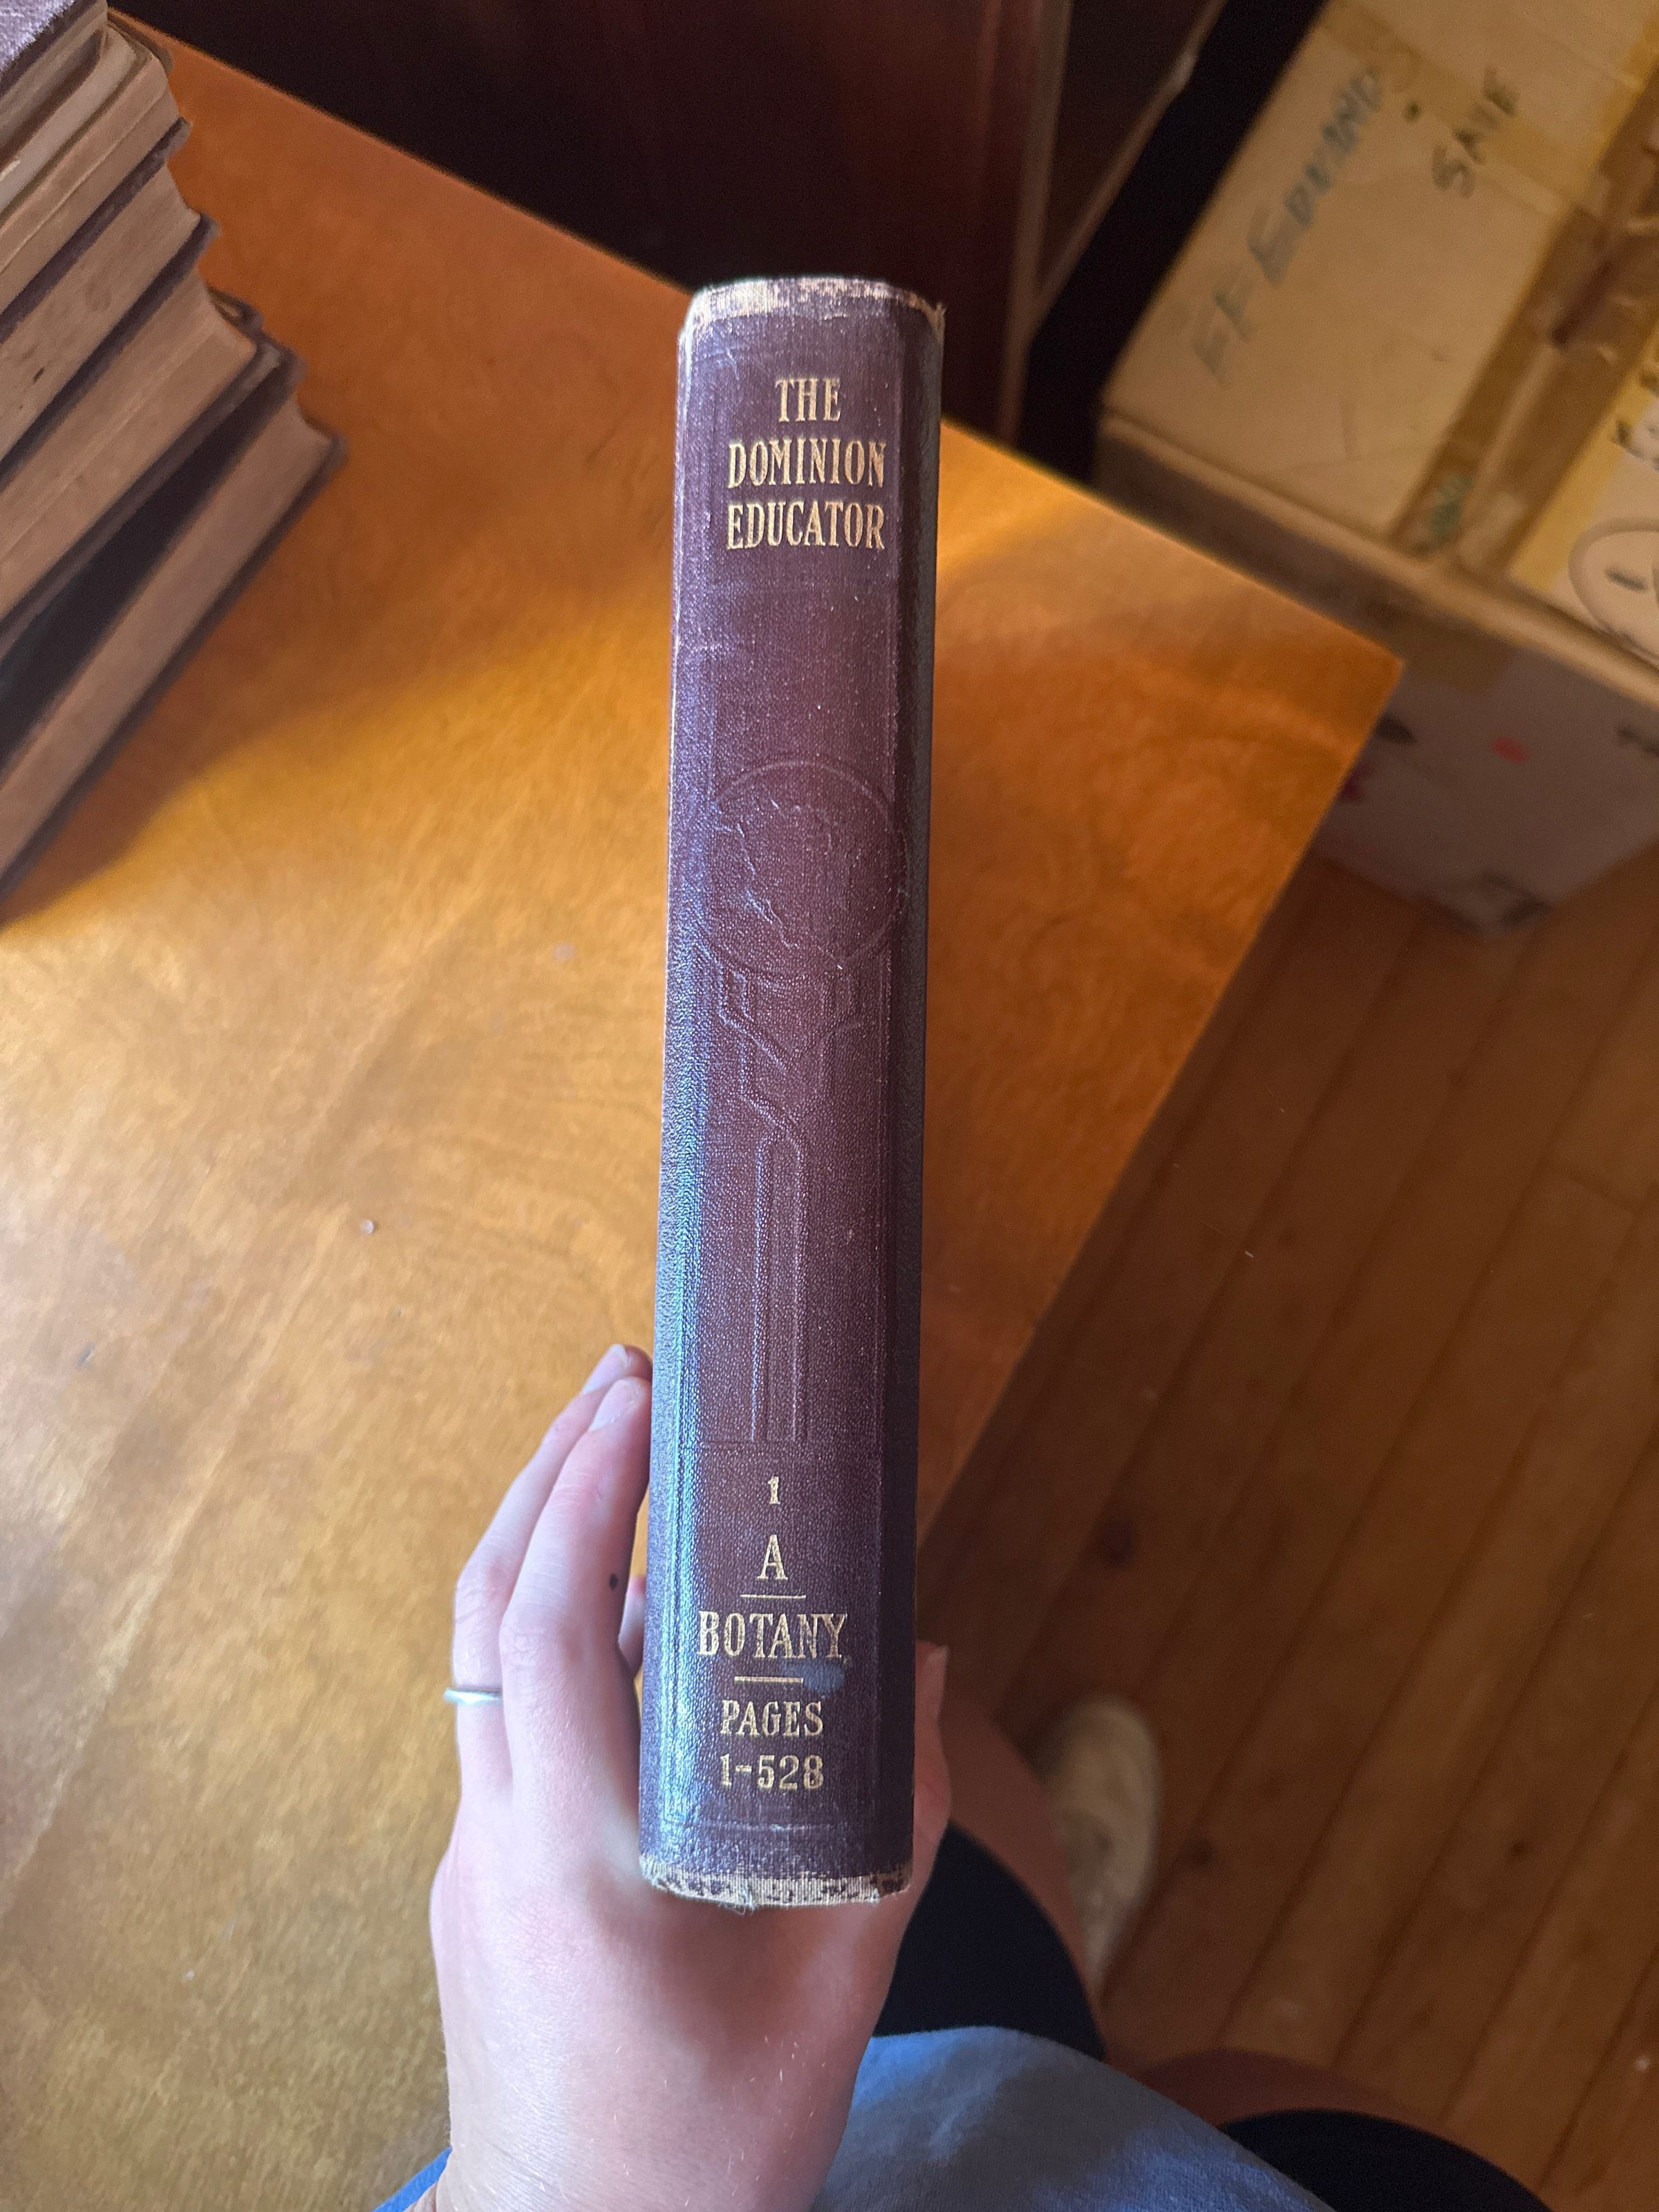 THE
DOMINION
EDUCATOR
1
A
BOTANY
PAGES
1-528